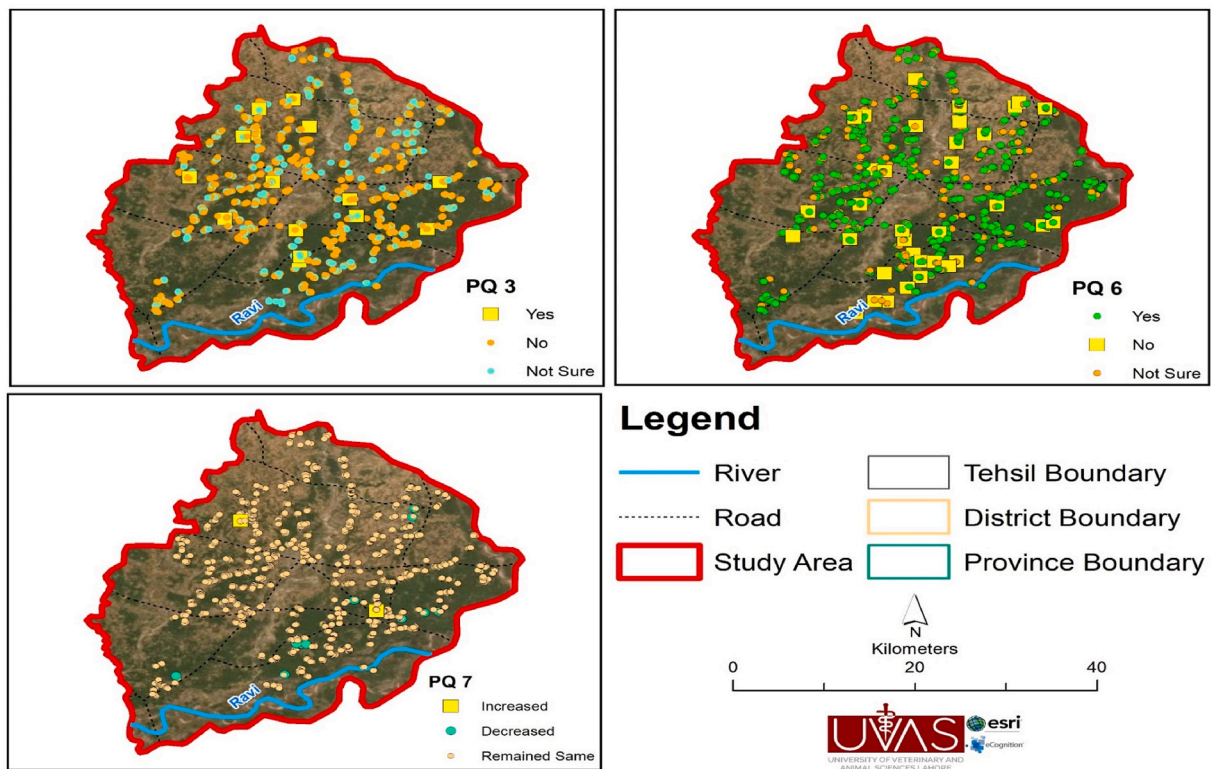 PQ 3
Yes
No
Not Sure
Ravi
PQ 6
Yes
No
Not Sure
Ravi
PQ 7
Increased
Decreased
Remained Same
Ravi
Legend
River
Road
Study Area
Tehsil Boundary
District Boundary
Province Boundary
N
Kilometers
0 20 40
UVAS
UNIVERSITY OF VETERINARY AND
ANIMAL SCIENCES LAHORE
esri
eCognition